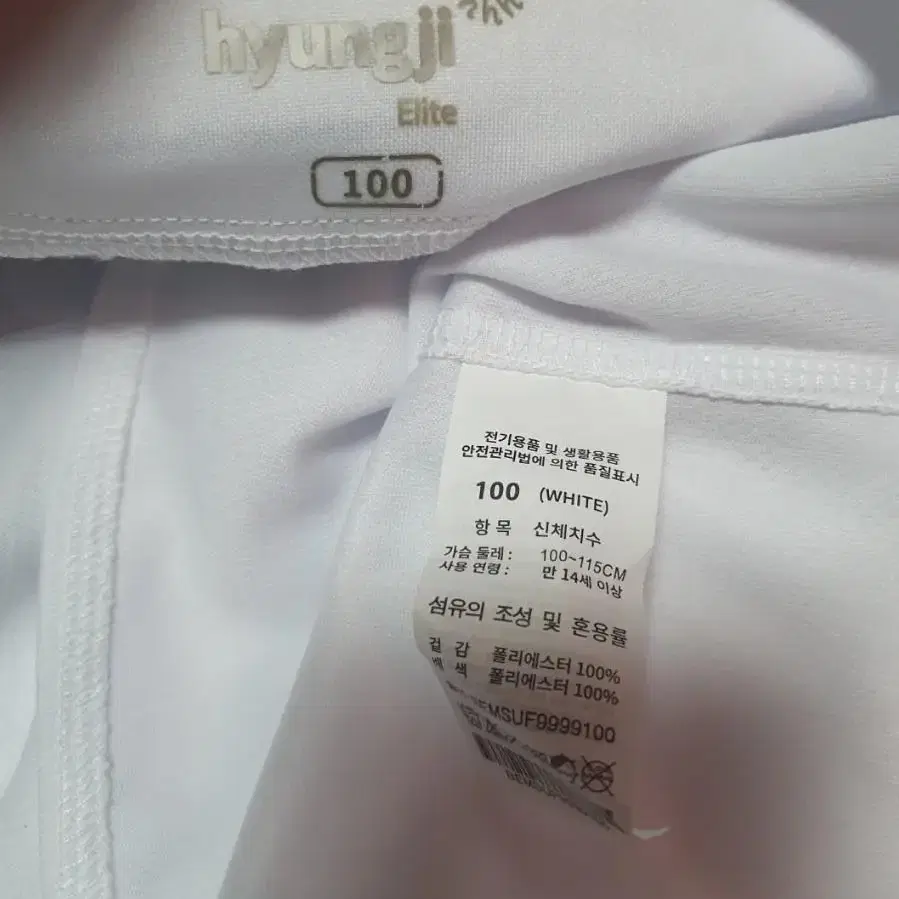 hyungji
Elite
100
전기용품 및 생활용품
안전관리법에 의한 품질표시
100 (WHITE)
항 목 신체치수
가슴 둘레 : 100~115CM
사용 연령 : 만 14세 이상
섬유의 조성 및 혼용률
겉 감 폴리에스터 100%
배 색 폴리에스터 100%
EMSUF9999100